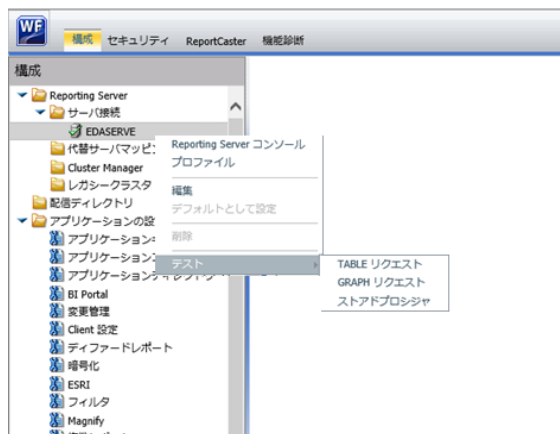 WF
構成 セキュリティ ReportCaster 機能診断
構成
Reporting Server
サーバ接続
EDASERVE
代替サーバマッピン
Cluster Manager
レガシークラスタ
配信ディレクトリ
アプリケーションの設
アプリケーション
アプリケーション
アプリケーションディレクトリ
BI Portal
変更管理
Client 設定
ディファードレポート
暗号化
ESRI
フィルタ
Magnify
Reporting Server コンソール
プロファイル
編集
デフォルトとして設定
削除
テスト
TABLE リクエスト
GRAPH リクエスト
ストアドプロシジャ